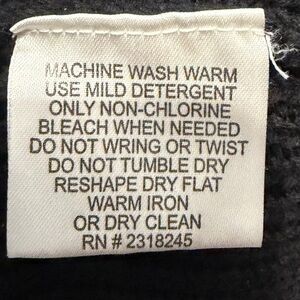 MACHINE WASH WARM
USE MILD DETERGENT
ONLY NON-CHLORINE
BLEACH WHEN NEEDED
DO NOT WRING OR TWIST
DO NOT TUMBLE DRY
RESHAPE DRY FLAT
WARM IRON
OR DRY CLEAN
RN # 2318245